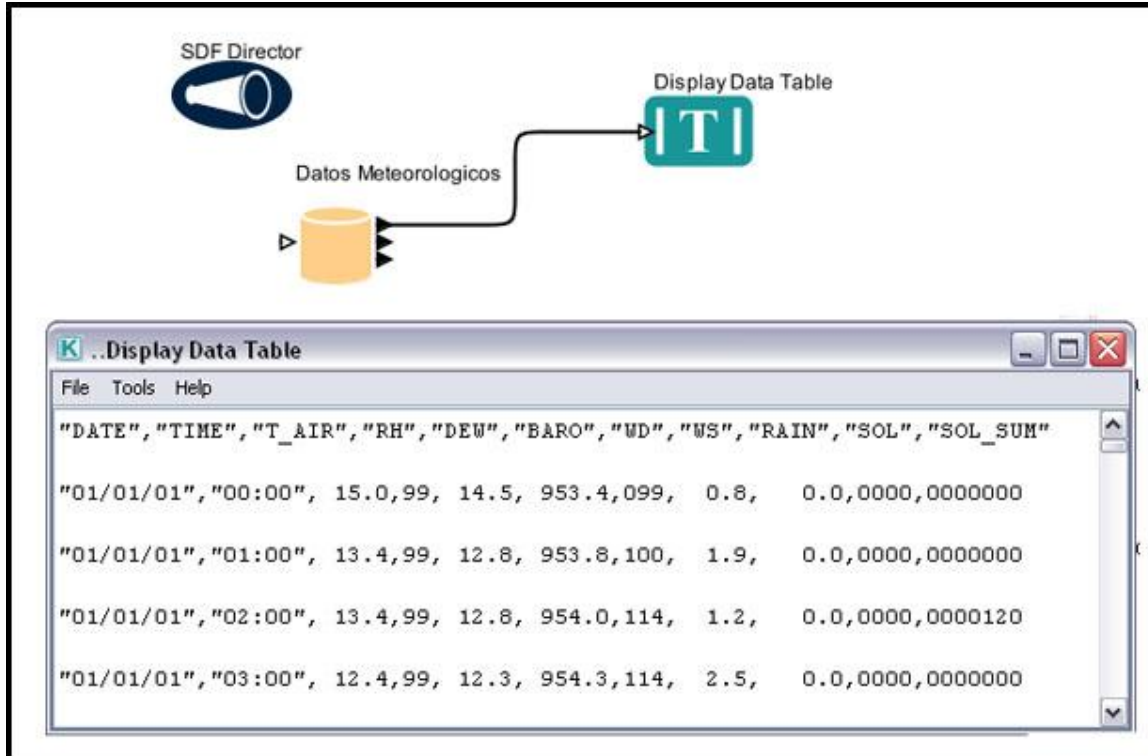 SDF Director
Display Data Table
T
Datos Meteorologicos
K ..Display Data Table
File Tools Help
"DATE","TIME","T_AIR","RH","DEW","BARO","WD","WS","RAIN","SOL","SOL_SUM"
"01/01/01","00:00", 15.0,99, 14.5, 953.4,099, 0.8, 0.0,0000,0000000
"01/01/01","01:00", 13.4,99, 12.8, 953.8,100, 1.9, 0.0,0000,0000000
"01/01/01","02:00", 13.4,99, 12.8, 954.0,114, 1.2, 0.0,0000,0000120
"01/01/01","03:00", 12.4,99, 12.3, 954.3,114, 2.5, 0.0,0000,0000000